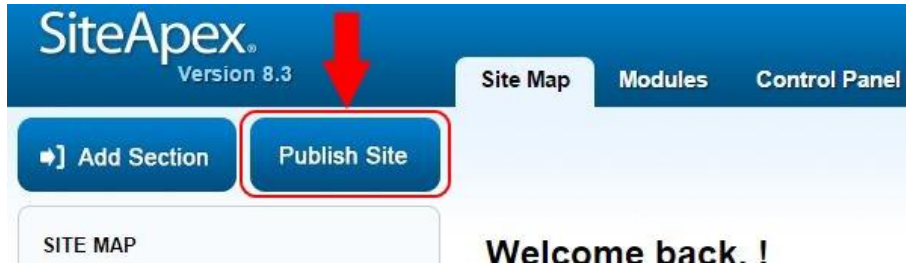 SiteApex®
Version 8.3
Site Map
Modules
Control Panel
Add Section
Publish Site
SITE MAP
Welcome back, !